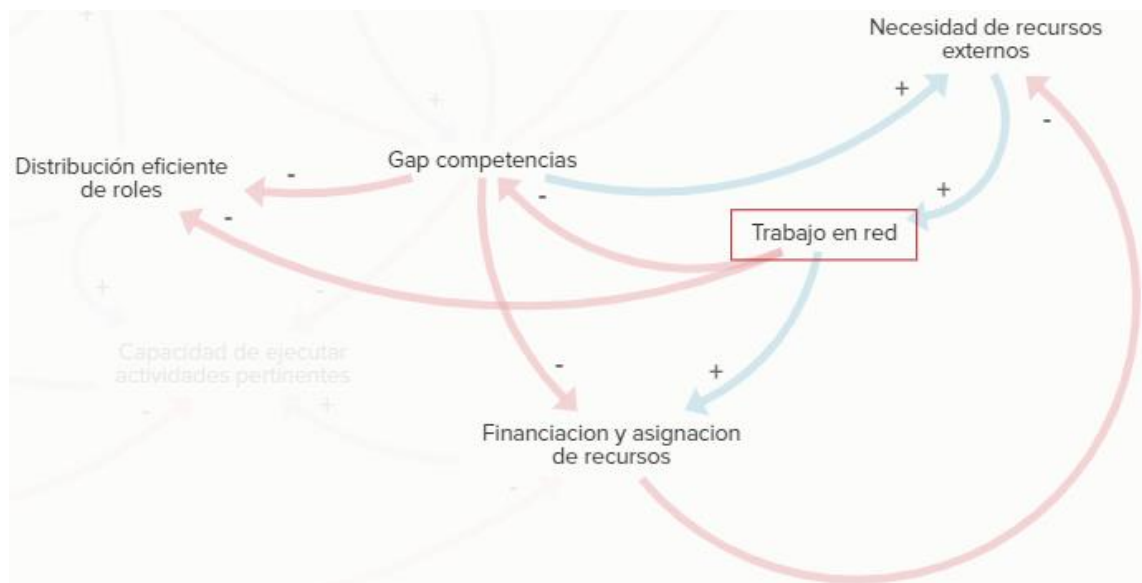 Necesidad de recursos
externos
+
-
Gap competencias
Distribución eficiente
de roles
-
-
-
+
Trabajo en red
+
-
Capacidad de ejecutar
actividades pertinentes
-
+
+
-
+
-
Financiacion y asignacion
de recursos
-